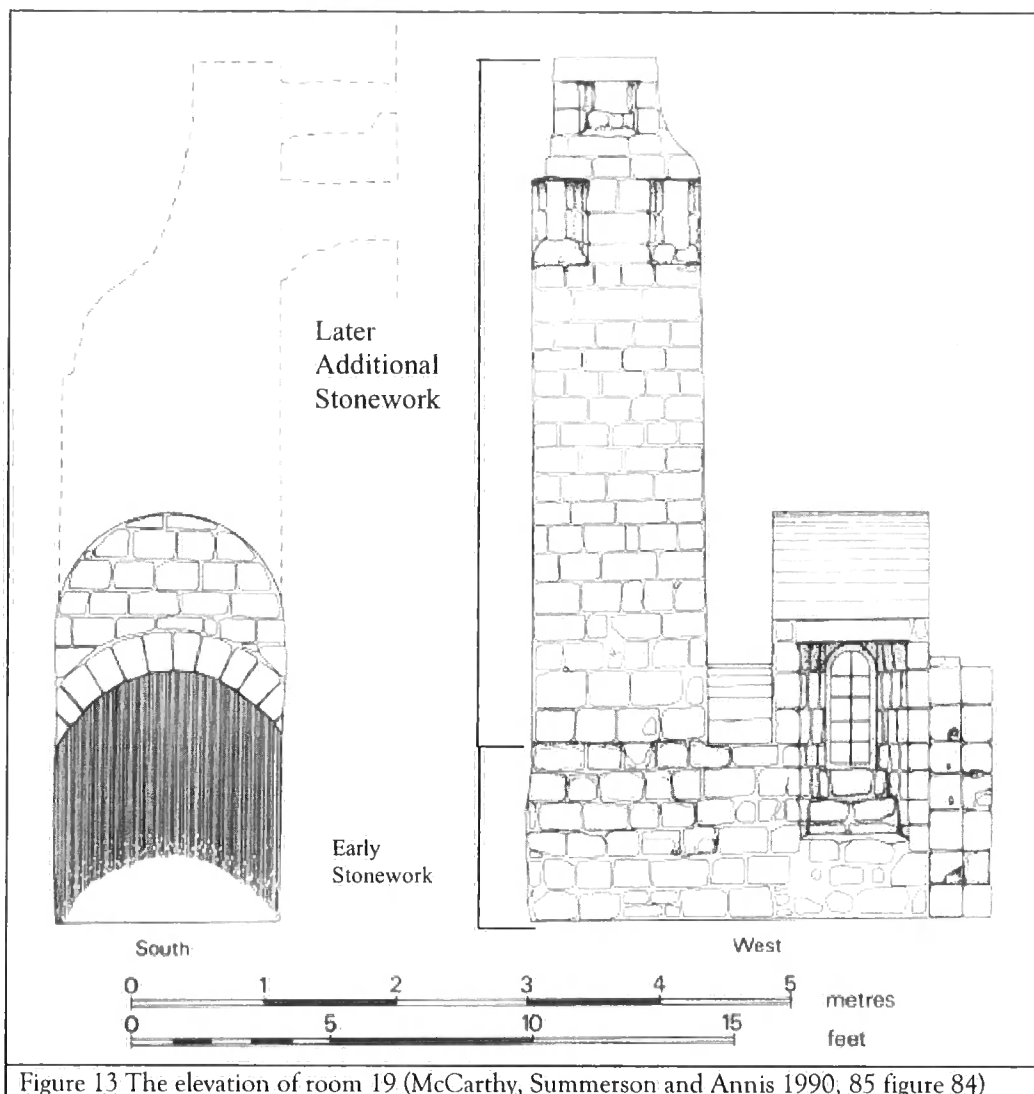 Later
Additional
Stonework
Early
Stonework
South
West
0 1 2 3 4 5 metres
0 5 10 15 feet
Figure 13 The elevation of room 19 (McCarthy, Summerson and Annis 1990, 85 figure 84)